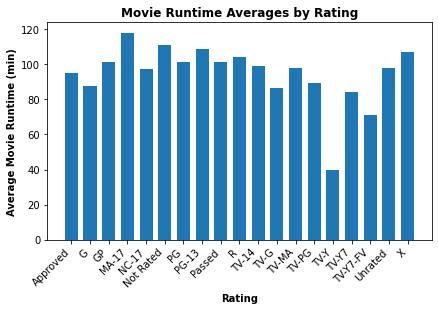 Movie Runtime Averages by Rating
Average Movie Runtime (min)
120
100
80
60
40
20
0
Approved
G
GP
MA-17
NC-17
Not Rated
PG
PG-13
Passed
R
TV-14
TV-G
TV-MA
TV-PG
TV-Y
TV-Y7
TV-Y7-FV
Unrated
X
Rating